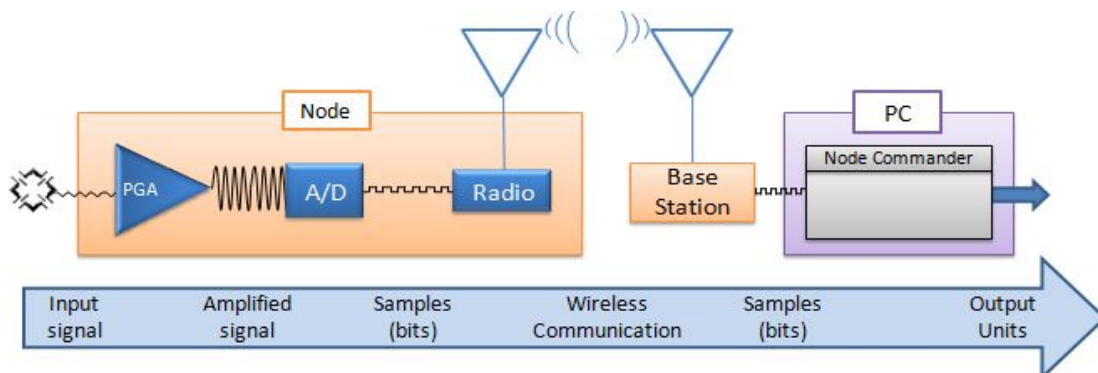 Node
PC
Node Commander
PGA
A/D
Radio
Base
Station
Input
signal
Amplified
signal
Samples
(bits)
Wireless
Communication
Samples
(bits)
Output
Units